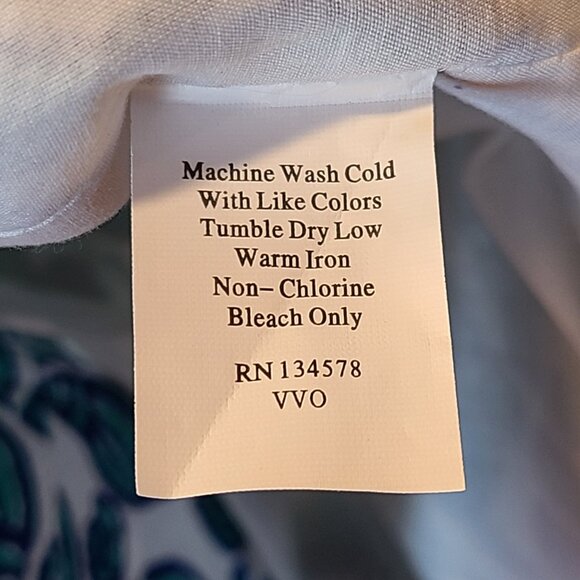 Machine Wash Cold
With Like Colors
Tumble Dry Low
Warm Iron
Non– Chlorine
Bleach Only
RN 134578
VVO